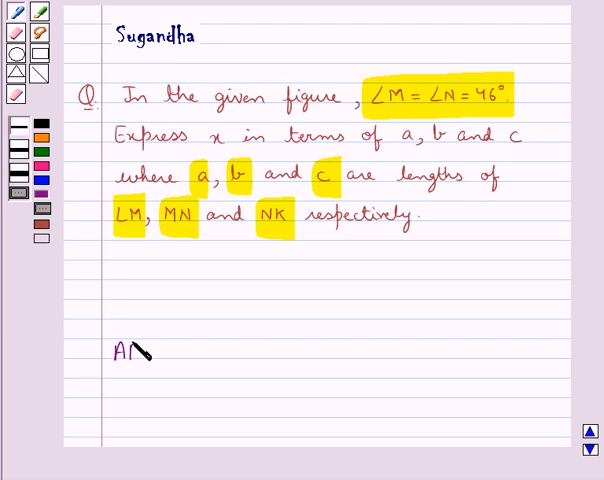 Sugandha
Q. In the given figure, ∠M = ∠N = 46°.
Express x in terms of a, b and c
where a, b and c are lengths of
LM, MN and NK respectively.